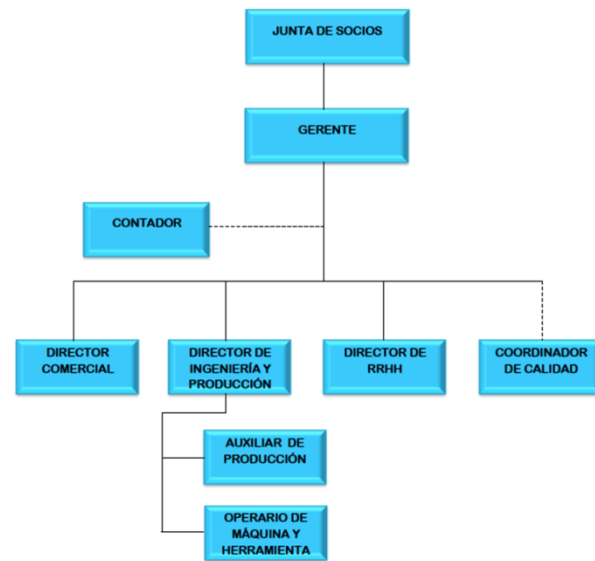 JUNTA DE SOCIOS
GERENTE
CONTADOR
DIRECTOR
COMERCIAL
DIRECTOR DE
INGENIERÍA Y
PRODUCCIÓN
DIRECTOR DE
RRHH
COORDINADOR
DE CALIDAD
AUXILIAR DE
PRODUCCIÓN
OPERARIO DE
MÁQUINA Y
HERRAMIENTA